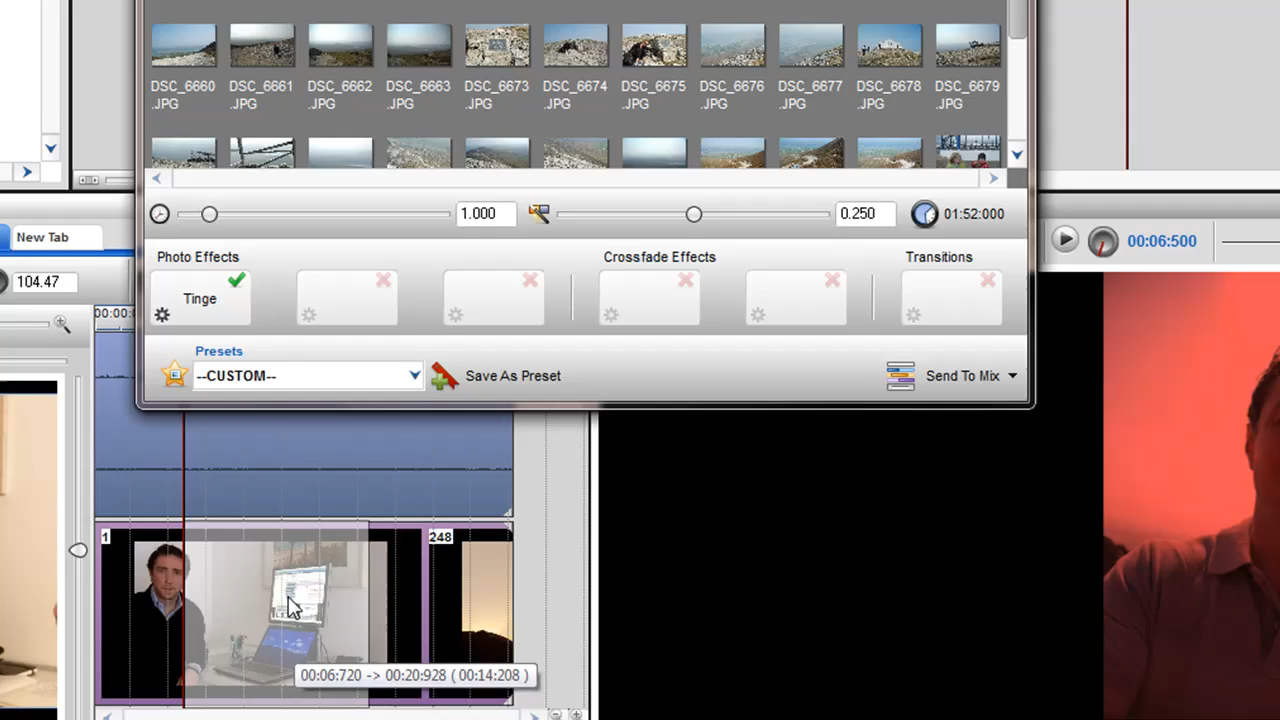 DSC_6660 DSC_6661 DSC_6662 DSC_6663 DSC_6673 DSC_6674 DSC_6675 DSC_6676 DSC_6677 DSC_6678 DSC_6679
.JPG .JPG .JPG .JPG .JPG .JPG .JPG .JPG .JPG .JPG .JPG
1.000 0.250 01:52:000
New Tab
00:06:500
Photo Effects Crossfade Effects Transitions
104.47
Tinge
Presets
--CUSTOM-- Save As Preset Send To Mix
1 248
00:06:720 -> 00:20:928 ( 00:14:208 )